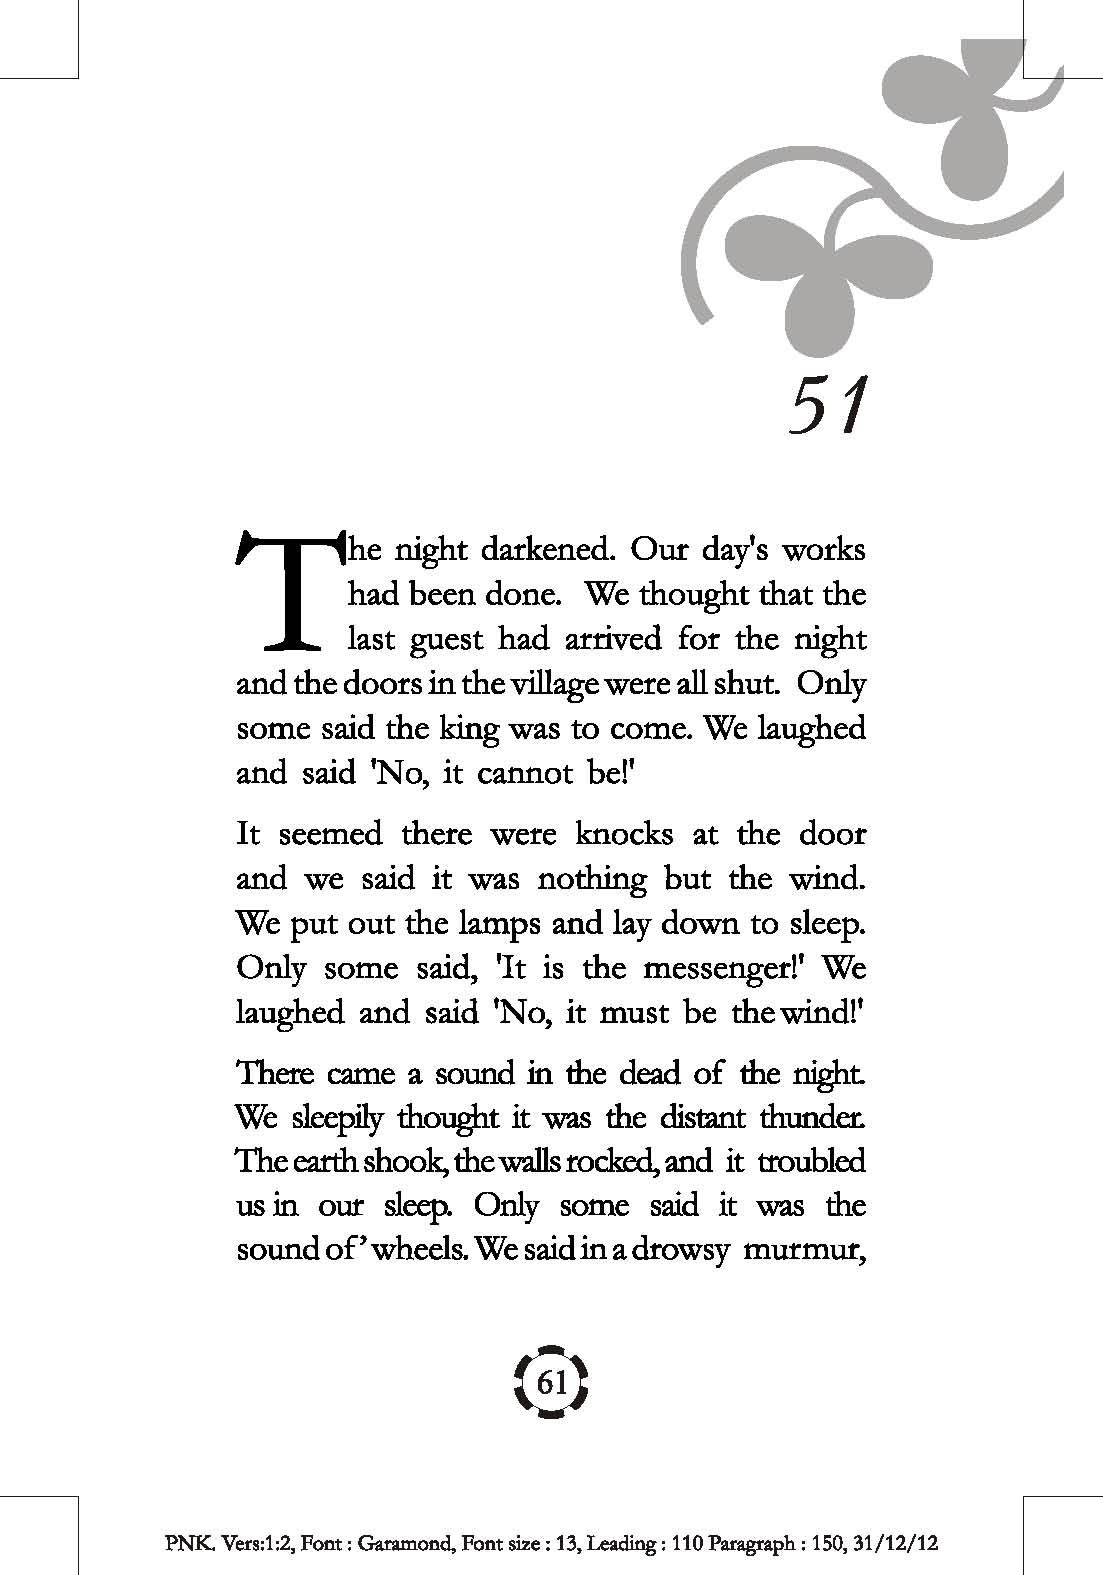 51
The night darkened. Our day's works
had been done. We thought that the
last guest had arrived for the night
and the doors in the village were all shut. Only
some said the king was to come. We laughed
and said 'No, it cannot be!'
It seemed there were knocks at the door
and we said it was nothing but the wind.
We put out the lamps and lay down to sleep.
Only some said, 'It is the messenger!' We
laughed and said 'No, it must be the wind!'
There came a sound in the dead of the night.
We sleepily thought it was the distant thunder.
The earth shook, the walls rocked, and it troubled
us in our sleep. Only some said it was the
sound of’ wheels. We said in a drowsy murmur,
61
PNK. Vers:1:2, Font : Garamond, Font size : 13, Leading : 110 Paragraph : 150, 31/12/12